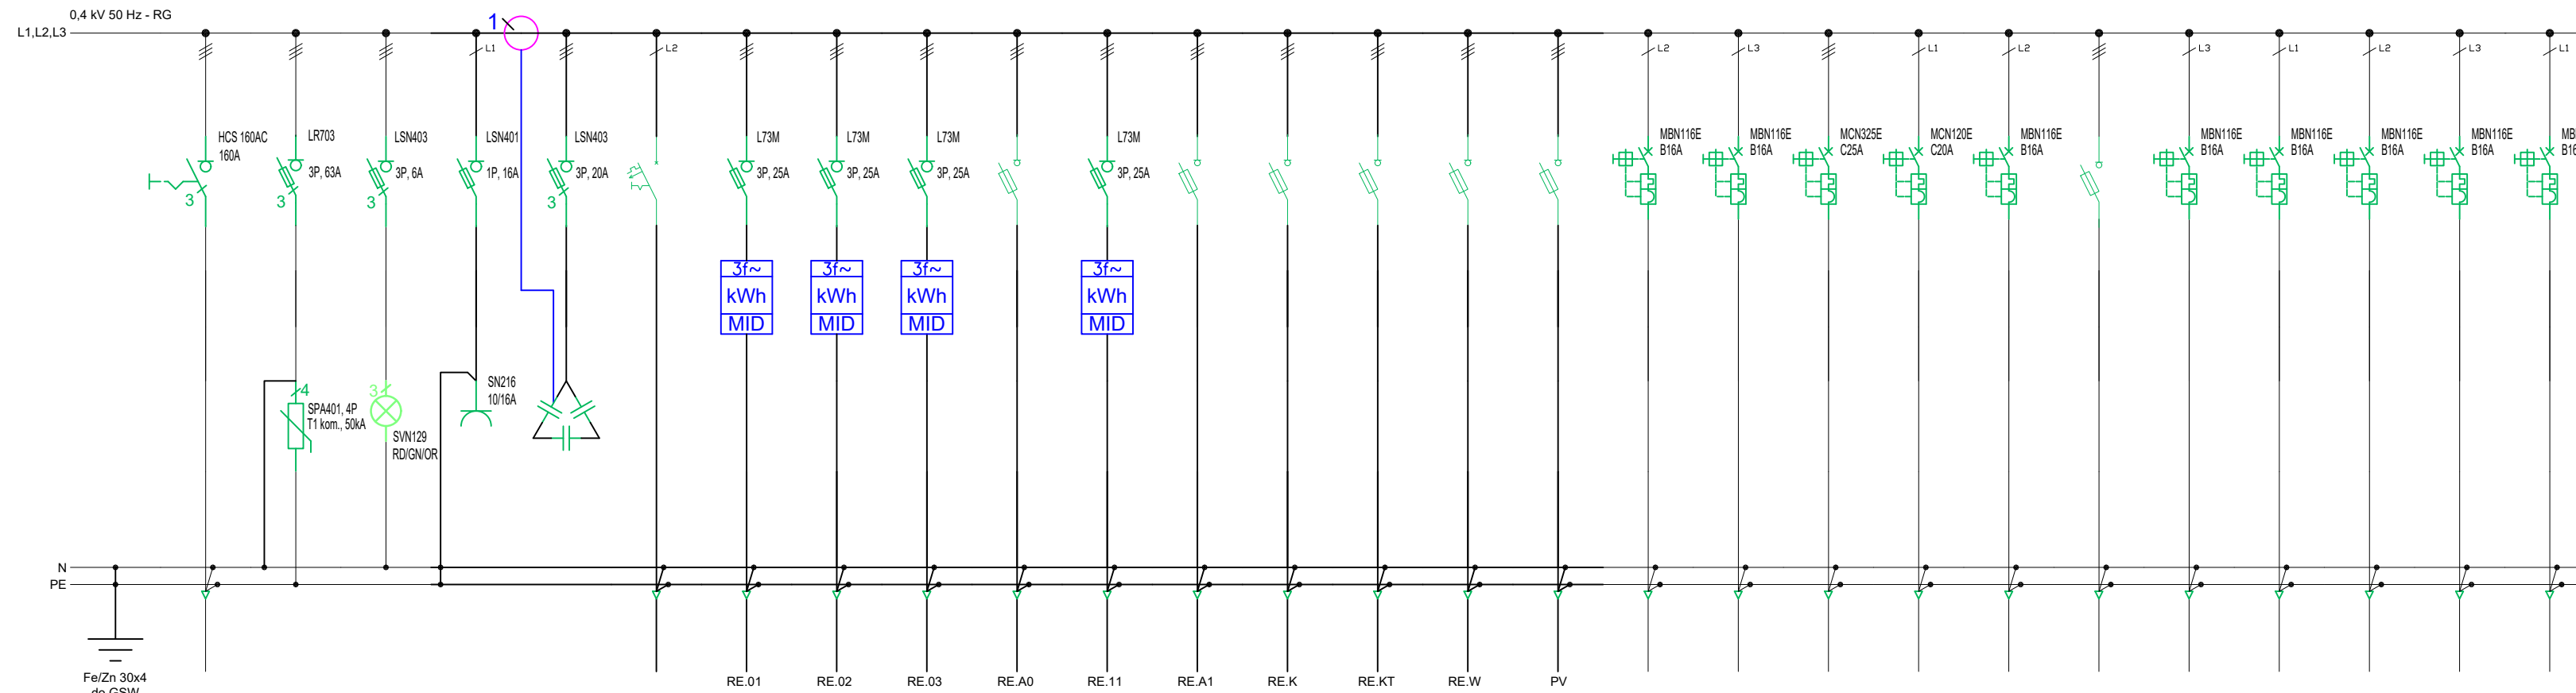 0,4 kV 50 Hz - RG
L1,L2,L3
1
L1
L2
L2
L3
L1
L2
L3
L1
L2
L3
L1
HCS 160AC
160A
3
LR703
3P, 63A
3
LSN403
3P, 6A
3
LSN401
1P, 16A
LSN403
3P, 20A
3
L73M
3P, 25A
L73M
3P, 25A
L73M
3P, 25A
L73M
3P, 25A
MBN116E
B16A
MBN116E
B16A
MCN325E
C25A
MCN120E
C20A
MBN116E
B16A
MBN116E
B16A
MBN116E
B16A
MBN116E
B16A
MBN116E
B16A
3f~
kWh
MID
3f~
kWh
MID
3f~
kWh
MID
3f~
kWh
MID
4
SPA401, 4P
T1 kom., 50kA
3
SVN129
RD/GN/OR
SN216
10/16A
N
PE
Fe/Zn 30x4
do GSW
RE.01
RE.02
RE.03
RE.A0
RE.11
RE.A1
RE.K
RE.KT
RE.W
PV